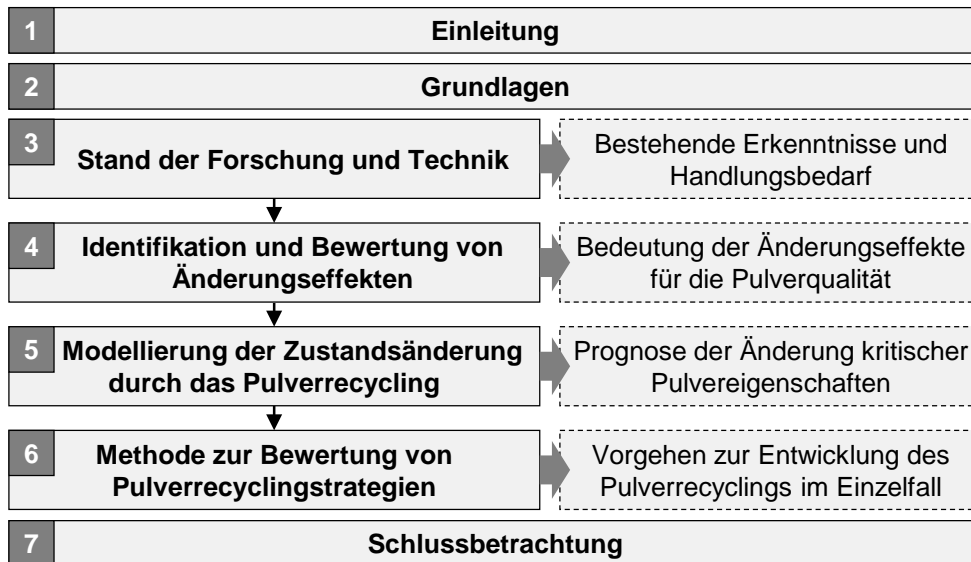 1
Einleitung
2
Grundlagen
3
Stand der Forschung und Technik
Bestehende Erkenntnisse und
Handlungsbedarf
4
Identifikation und Bewertung von
Änderungseffekten
Bedeutung der Änderungseffekte
für die Pulverqualität
5
Modellierung der Zustandsänderung
durch das Pulverrecycling
Prognose der Änderung kritischer
Pulvereigenschaften
6
Methode zur Bewertung von
Pulverrecyclingstrategien
Vorgehen zur Entwicklung des
Pulverrecyclings im Einzelfall
7
Schlussbetrachtung